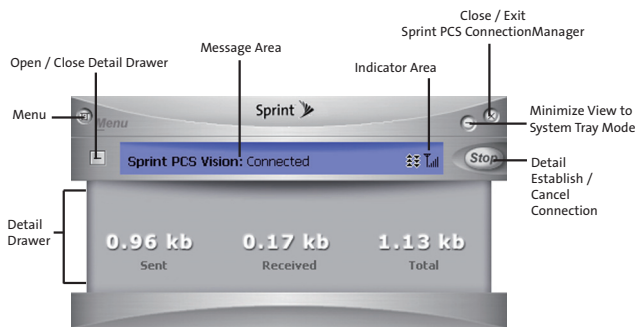 Close / Exit
Sprint PCS ConnectionManager
Message Area
Open / Close Detail Drawer
Indicator Area
Menu
Sprint
Menu
Minimize View to
System Tray Mode
Sprint PCS Vision: Connected
Stop
Detail
Establish /
Cancel
Connection
Detail
Drawer
0.96 kb
0.17 kb
1.13 kb
Sent
Received
Total